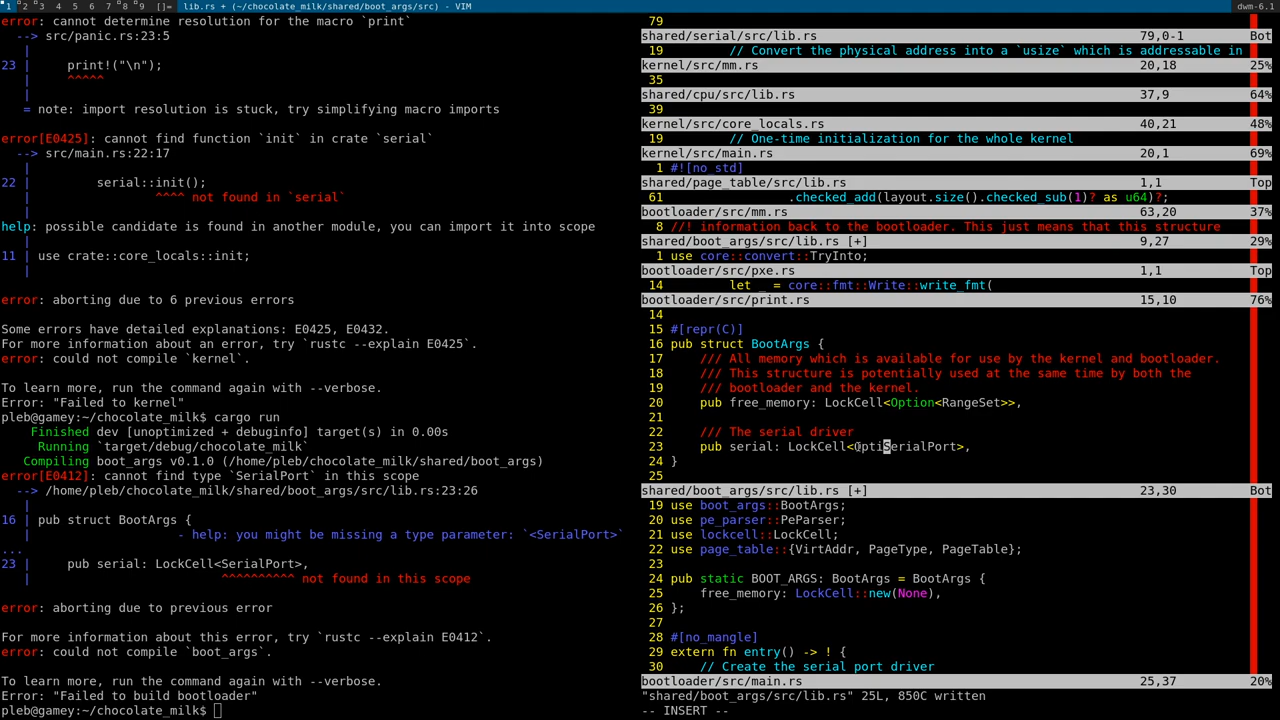 1 2 3 4 5 6 7 8 9 []= lib.rs + (~/chocolate_milk/shared/boot_args/src) - VIM dwm-6.1
error: cannot determine resolution for the macro `print`
--> src/panic.rs:23:5
|
23 | print!("\n");
| ^^^^^
|
= note: import resolution is stuck, try simplifying macro imports
error[E0425]: cannot find function `init` in crate `serial`
--> src/main.rs:22:17
|
22 | serial::init();
| ^^^^ not found in `serial`
|
help: possible candidate is found in another module, you can import it into scope
|
11 | use crate::core_locals::init;
|
error: aborting due to 6 previous errors
Some errors have detailed explanations: E0425, E0432.
For more information about an error, try `rustc --explain E0425`.
error: could not compile `kernel`.
To learn more, run the command again with --verbose.
Error: "Failed to kernel"
pleb@gamey:~/chocolate_milk$ cargo run
Finished dev [unoptimized + debuginfo] target(s) in 0.00s
Running `target/debug/chocolate_milk`
Compiling boot_args v0.1.0 (/home/pleb/chocolate_milk/shared/boot_args)
error[E0412]: cannot find type `SerialPort` in this scope
--> /home/pleb/chocolate_milk/shared/boot_args/src/lib.rs:23:26
|
16 | pub struct BootArgs {
| - help: you might be missing a type parameter: `<SerialPort>`
...
23 | pub serial: LockCell<SerialPort>,
| ^^^^^^^^^^ not found in this scope
error: aborting due to previous error
For more information about this error, try `rustc --explain E0412`.
error: could not compile `boot_args`.
To learn more, run the command again with --verbose.
Error: "Failed to build bootloader"
pleb@gamey:~/chocolate_milk$
79
shared/serial/src/lib.rs 79,0-1 Bot
19 // Convert the physical address into a `usize` which is addressable in
kernel/src/mm.rs 20,18 25%
35
shared/cpu/src/lib.rs 37,9 64%
39
kernel/src/core_locals.rs 40,21 48%
19 // One-time initialization for the whole kernel
kernel/src/main.rs 20,1 69%
1 #![no_std]
shared/page_table/src/lib.rs 1,1 Top
61 .checked_add(layout.size().checked_sub(1)? as u64)?;
bootloader/src/mm.rs 63,20 37%
8 //! information back to the bootloader. This just means that this structure
shared/boot_args/src/lib.rs [+] 9,27 29%
1 use core::convert::TryInto;
bootloader/src/pxe.rs 1,1 Top
14 let _ = core::fmt::Write::write_fmt(
bootloader/src/print.rs 15,10 76%
14
15 #[repr(C)]
16 pub struct BootArgs {
17 /// All memory which is available for use by the kernel and bootloader.
18 /// This structure is potentially used at the same time by both the
19 /// bootloader and the kernel.
20 pub free_memory: LockCell<Option<RangeSet>>,
21
22 /// The serial driver
23 pub serial: LockCell<OptiSerialPort>,
24 }
25
shared/boot_args/src/lib.rs [+] 23,30 Bot
19 use boot_args::BootArgs;
20 use pe_parser::PeParser;
21 use lockcell::LockCell;
22 use page_table::{VirtAddr, PageType, PageTable};
23
24 pub static BOOT_ARGS: BootArgs = BootArgs {
25 free_memory: LockCell::new(None),
26 };
27
28 #[no_mangle]
29 extern fn entry() -> ! {
30 // Create the serial port driver
bootloader/src/main.rs 25,37 20%
"shared/boot_args/src/lib.rs" 25L, 850C written
-- INSERT --